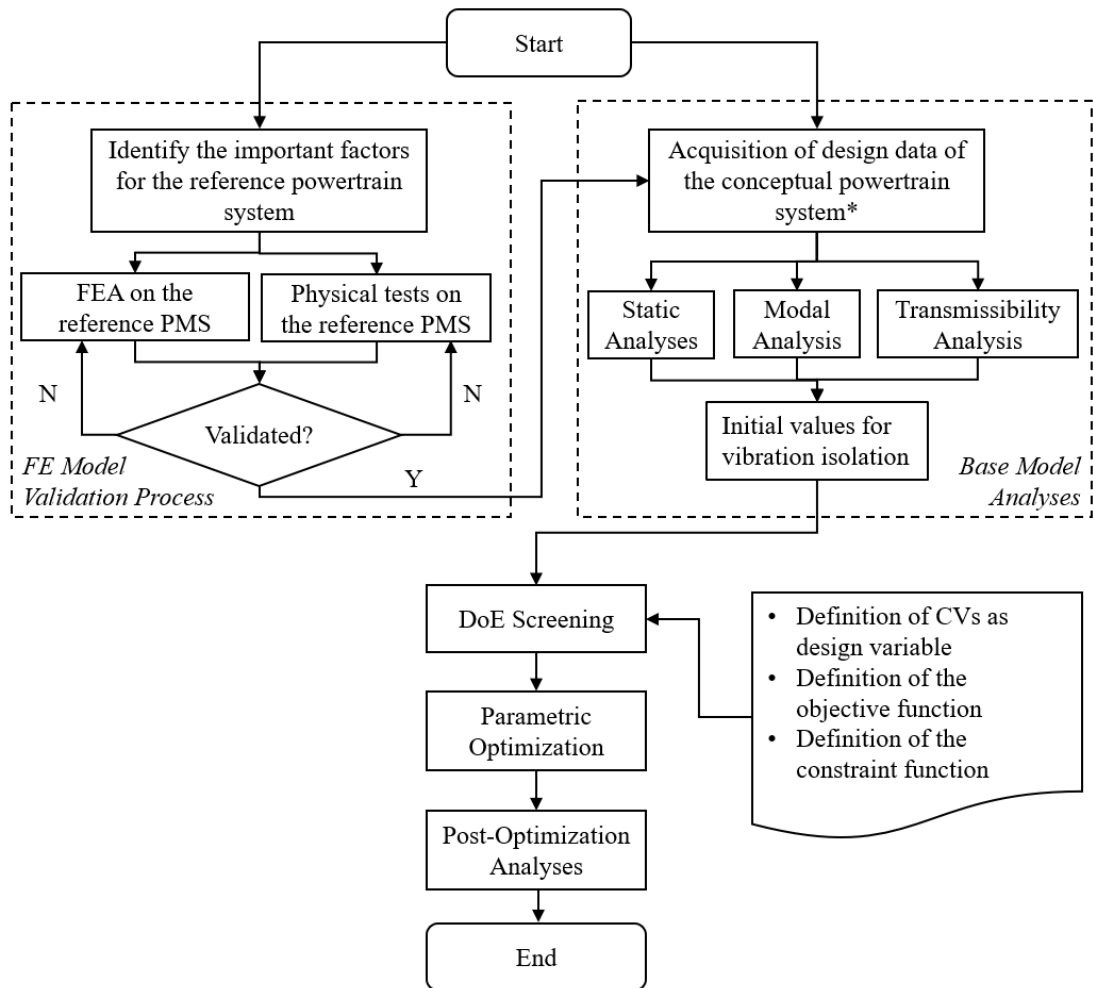 Start
Identify the important factors
for the reference powertrain
system
FEA on the
reference PMS
Physical tests on
the reference PMS
N
N
Validated?
Y
FE Model
Validation Process
Acquisition of design data of
the conceptual powertrain
system*
Static
Analyses
Modal
Analysis
Transmissibility
Analysis
Initial values for
vibration isolation
Base Model
Analyses
DoE Screening
• Definition of CVs as
design variable
• Definition of the
objective function
• Definition of the
constraint function
Parametric
Optimization
Post-Optimization
Analyses
End